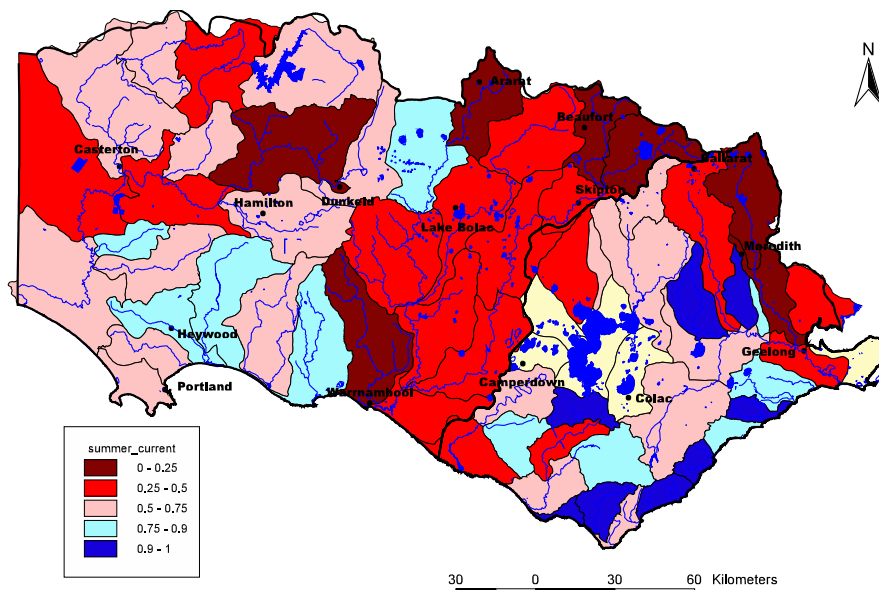 N
Ararat
Beaufort
Casterton
Ballarat
Dunkeld
Skipton
Hamilton
Lake Bolac
Meredith
Heywood
Geelong
Camperdown
Portland
Warrnambool
Colac
summer_current
0 - 0.25
0.25 - 0.5
0.5 - 0.75
0.75 - 0.9
0.9 - 1
30 0 30 60 Kilometers